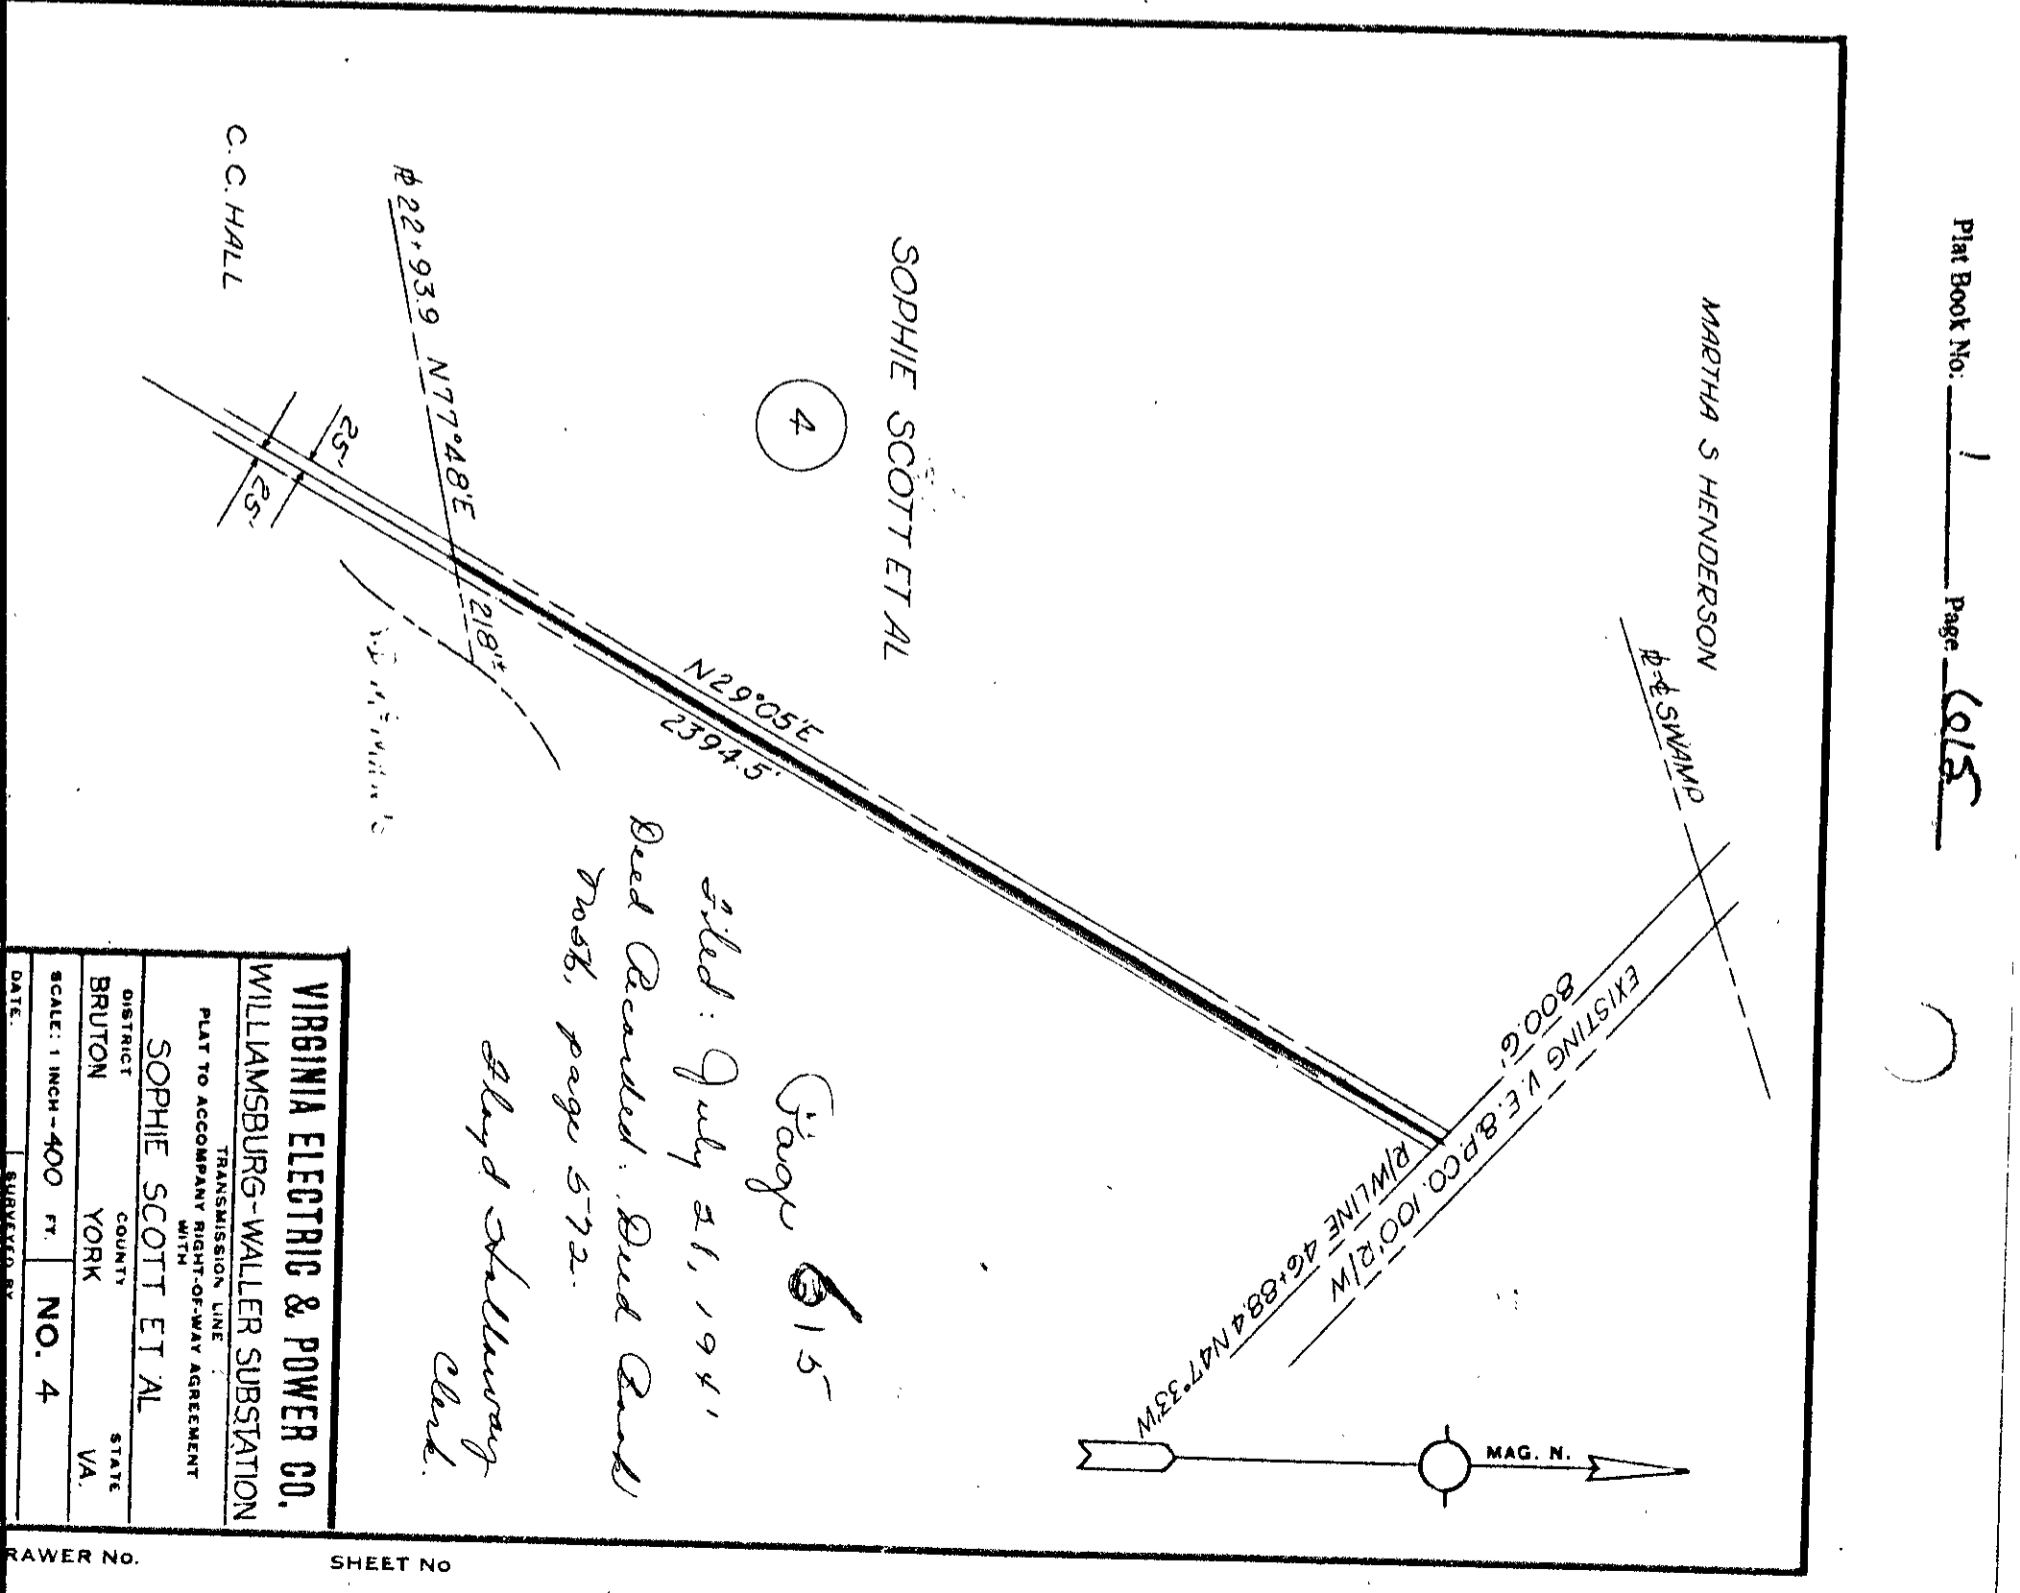 Plat Book No: 1 Page 615
MARTHA S HENDERSON
℄ SWAMP
SOPHIE SCOTT ET AL
4
800.6'
EXISTING V.E.&P.CO. 100' R/W
R/W LINE 46+88.4 N47°33'W
MAG. N.
22+93.9 N77°48'E
218'±
C.C. HALL
25'
25'
N29°05'E
2394.5'
Page 615
Filed: July 21, 1941
Deed Recorded: Deed Book
page 572.
Floyd Holloway
Clerk.
VIRGINIA ELECTRIC & POWER CO.
WILLIAMSBURG-WALLER SUBSTATION
TRANSMISSION LINE
PLAT TO ACCOMPANY RIGHT-OF-WAY AGREEMENT
WITH
SOPHIE SCOTT ET AL
DISTRICT COUNTY STATE
BRUTON YORK VA.
SCALE: 1 INCH-400 FT. NO. 4
DATE. SURVEYED BY
RAWER NO.
SHEET NO